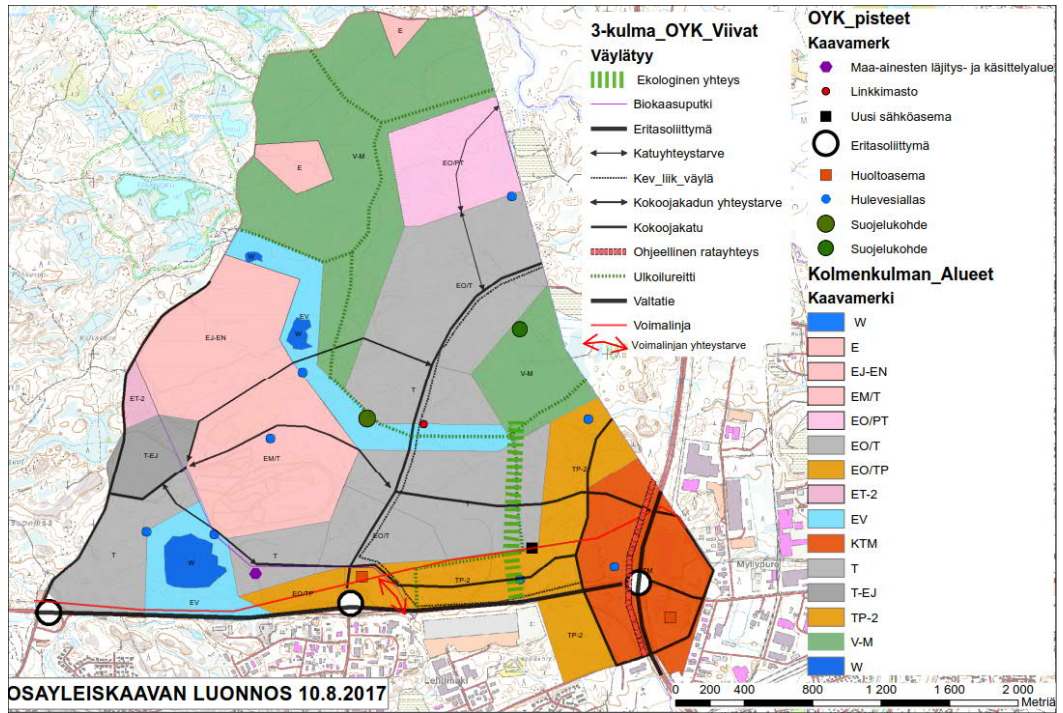 3-kulma_OYK_Viivat
Väylätyy
Ekologinen yhteys
Biokaasuputki
Eritasoliittymä
Katuyhteystarve
Kev_liik_väylä
Kokoojakadun yhteystarve
Kokoojakatu
Ohjeellinen ratayhteys
Ulkoilureitti
Valtatie
Voimalinja
Voimalinjan yhteystarve
OYK_pisteet
Kaavamerk
Maa-ainesten läjitys- ja käsittelyalue
Linkkimasto
Uusi sähköasema
Eritasoliittymä
Huoltoasema
Hulevesiallas
Suojelukohde
Suojelukohde
Kolmenkulman_Alueet
Kaavamerki
W
E
EJ-EN
EM/T
EO/PT
EO/T
EO/TP
ET-2
EV
KTM
T
T-EJ
TP-2
V-M
W
E
V-M
E
EO/PT
W
EO/T
EV
W
EJ-EN
V-M
ET-2
T
T-EJ
EM/T
TP-2
T
EO/T
T
T
W
EO/TP
TP-2
EV
TP-2
Myllypuro
Lehtimäki
OSAYLEISKAAVAN LUONNOS 10.8.2017
0 200 400 800 1 200 1 600 2 000
Metriä